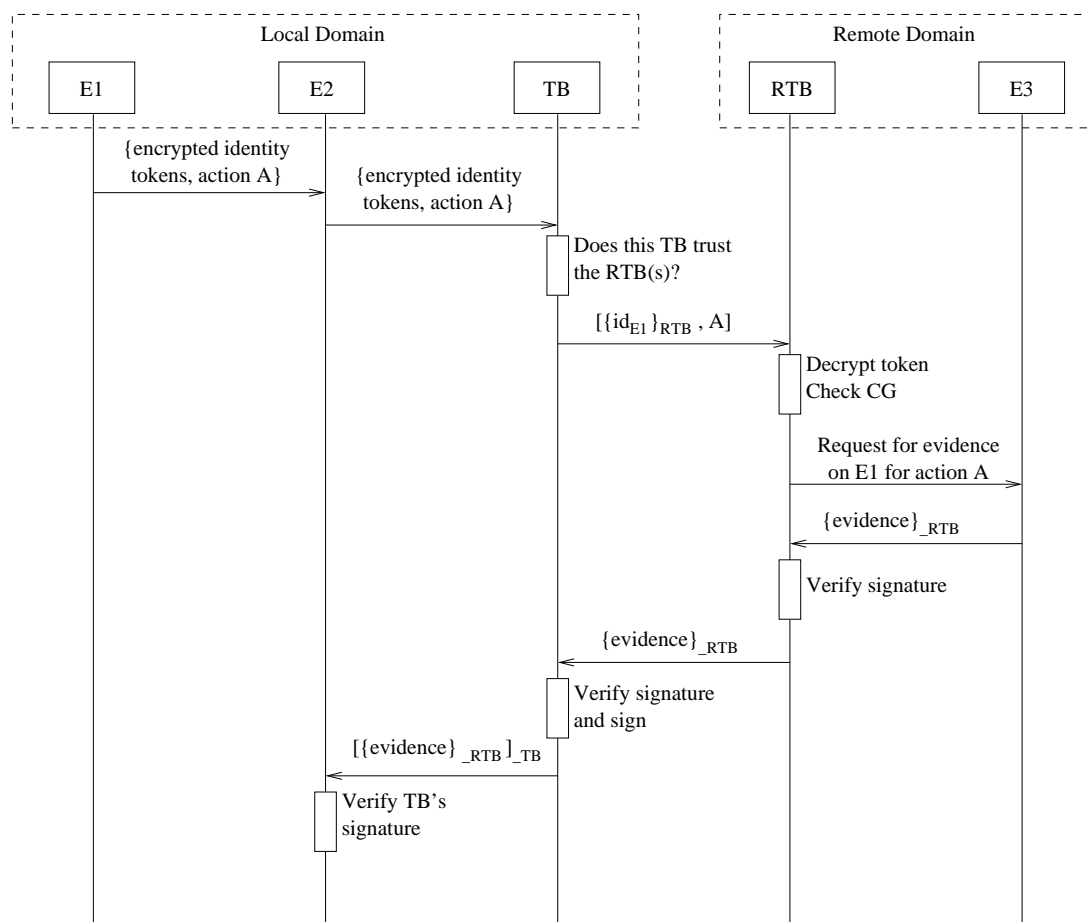 Local Domain
Remote Domain
E1
E2
TB
RTB
E3
{encrypted identity
tokens, action A}
{encrypted identity
tokens, action A}
Does this TB trust
the RTB(s)?
[{id_E1}_RTB , A]
Decrypt token
Check CG
Request for evidence
on E1 for action A
{evidence}_RTB
Verify signature
{evidence}_RTB
Verify signature
and sign
[{evidence} _RTB ]_TB
Verify TB's
signature